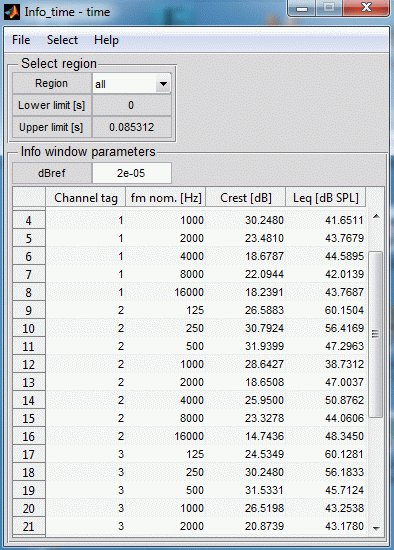 Info_time - time
File Select Help
Select region
Region all
Lower limit [s] 0
Upper limit [s] 0.085312
Info window parameters
dBref 2e-05
Channel tag fm nom. [Hz] Crest [dB] Leq [dB SPL]
4 1 1000 30.2480 41.6511
5 1 2000 23.4810 43.7679
6 1 4000 18.6787 44.5895
7 1 8000 22.0944 42.0139
8 1 16000 18.2391 43.7687
9 2 125 26.5883 60.1504
10 2 250 30.7924 56.4169
11 2 500 31.9399 47.2963
12 2 1000 28.6427 38.7312
13 2 2000 18.6508 47.0037
14 2 4000 25.9500 50.8762
15 2 8000 23.3278 44.0606
16 2 16000 14.7436 48.3450
17 3 125 24.5349 60.1281
18 3 250 30.2480 56.1833
19 3 500 31.5331 45.7124
20 3 1000 26.5198 43.2538
21 3 2000 20.8739 43.1780